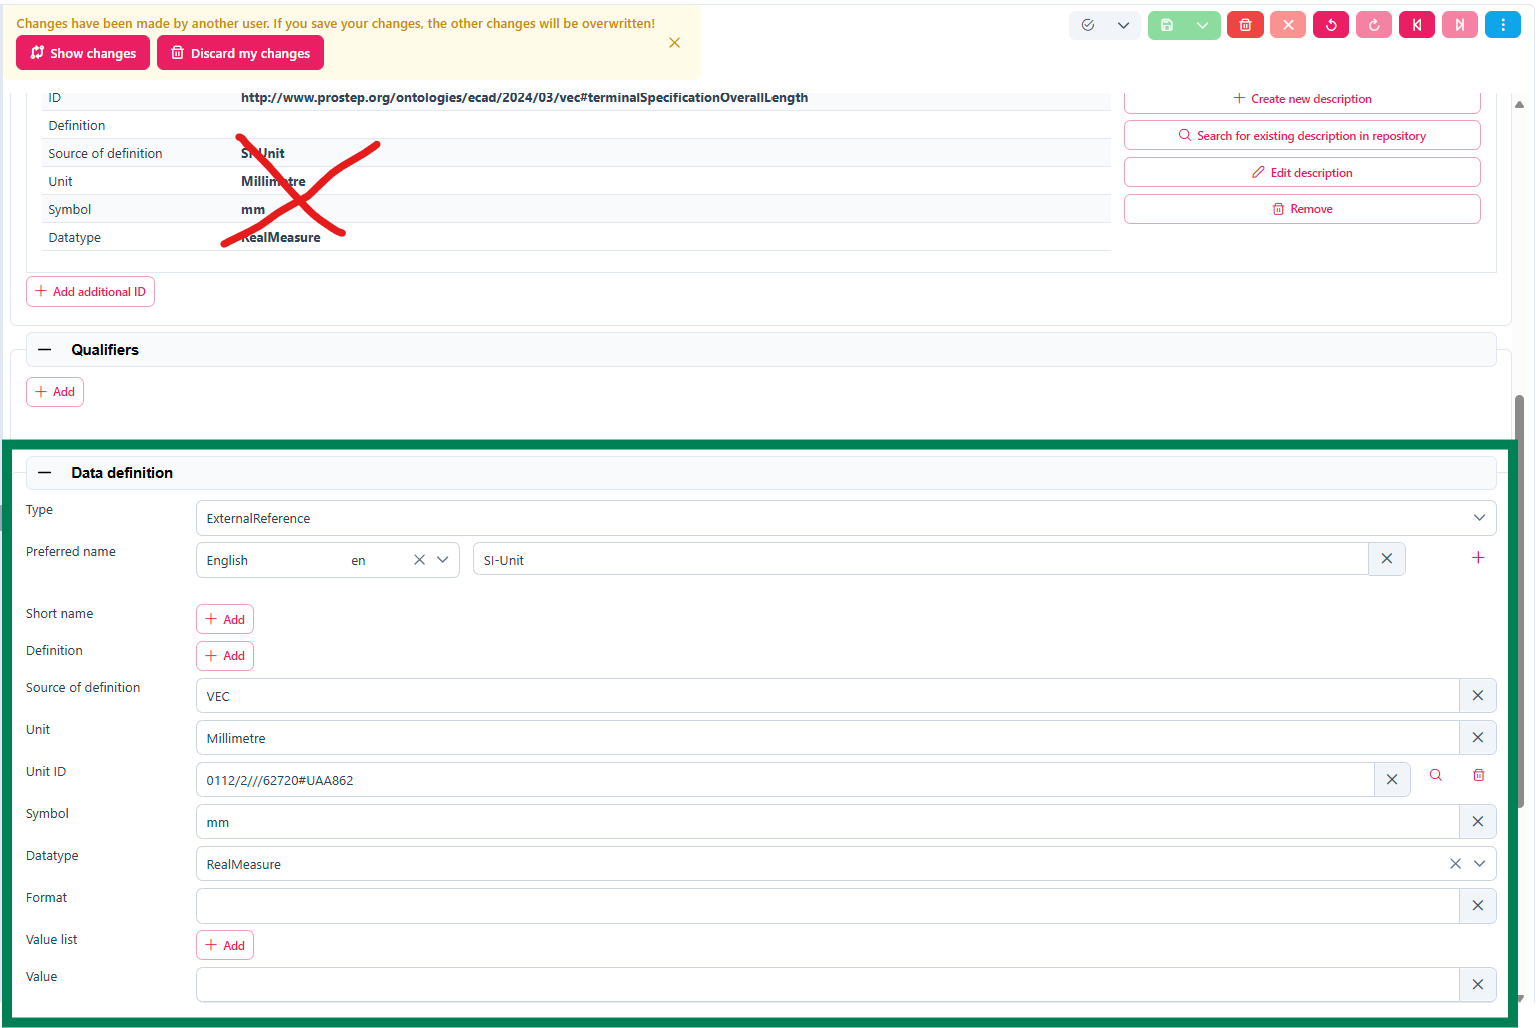 Changes have been made by another user. If you save your changes, the other changes will be overwritten!
Show changes
Discard my changes
ID http://www.prostep.org/ontologies/ecad/2024/03/vec#terminalSpecificationOverallLength
Create new description
Definition
Search for existing description in repository
Source of definition SI-Unit
Edit description
Unit Millimetre
Symbol mm
Remove
Datatype RealMeasure
Add additional ID
Qualifiers
Add
Data definition
Type ExternalReference
Preferred name English en SI-Unit
Short name Add
Definition Add
Source of definition VEC
Unit Millimetre
Unit ID 0112/2///62720#UAA862
Symbol mm
Datatype RealMeasure
Format
Value list Add
Value